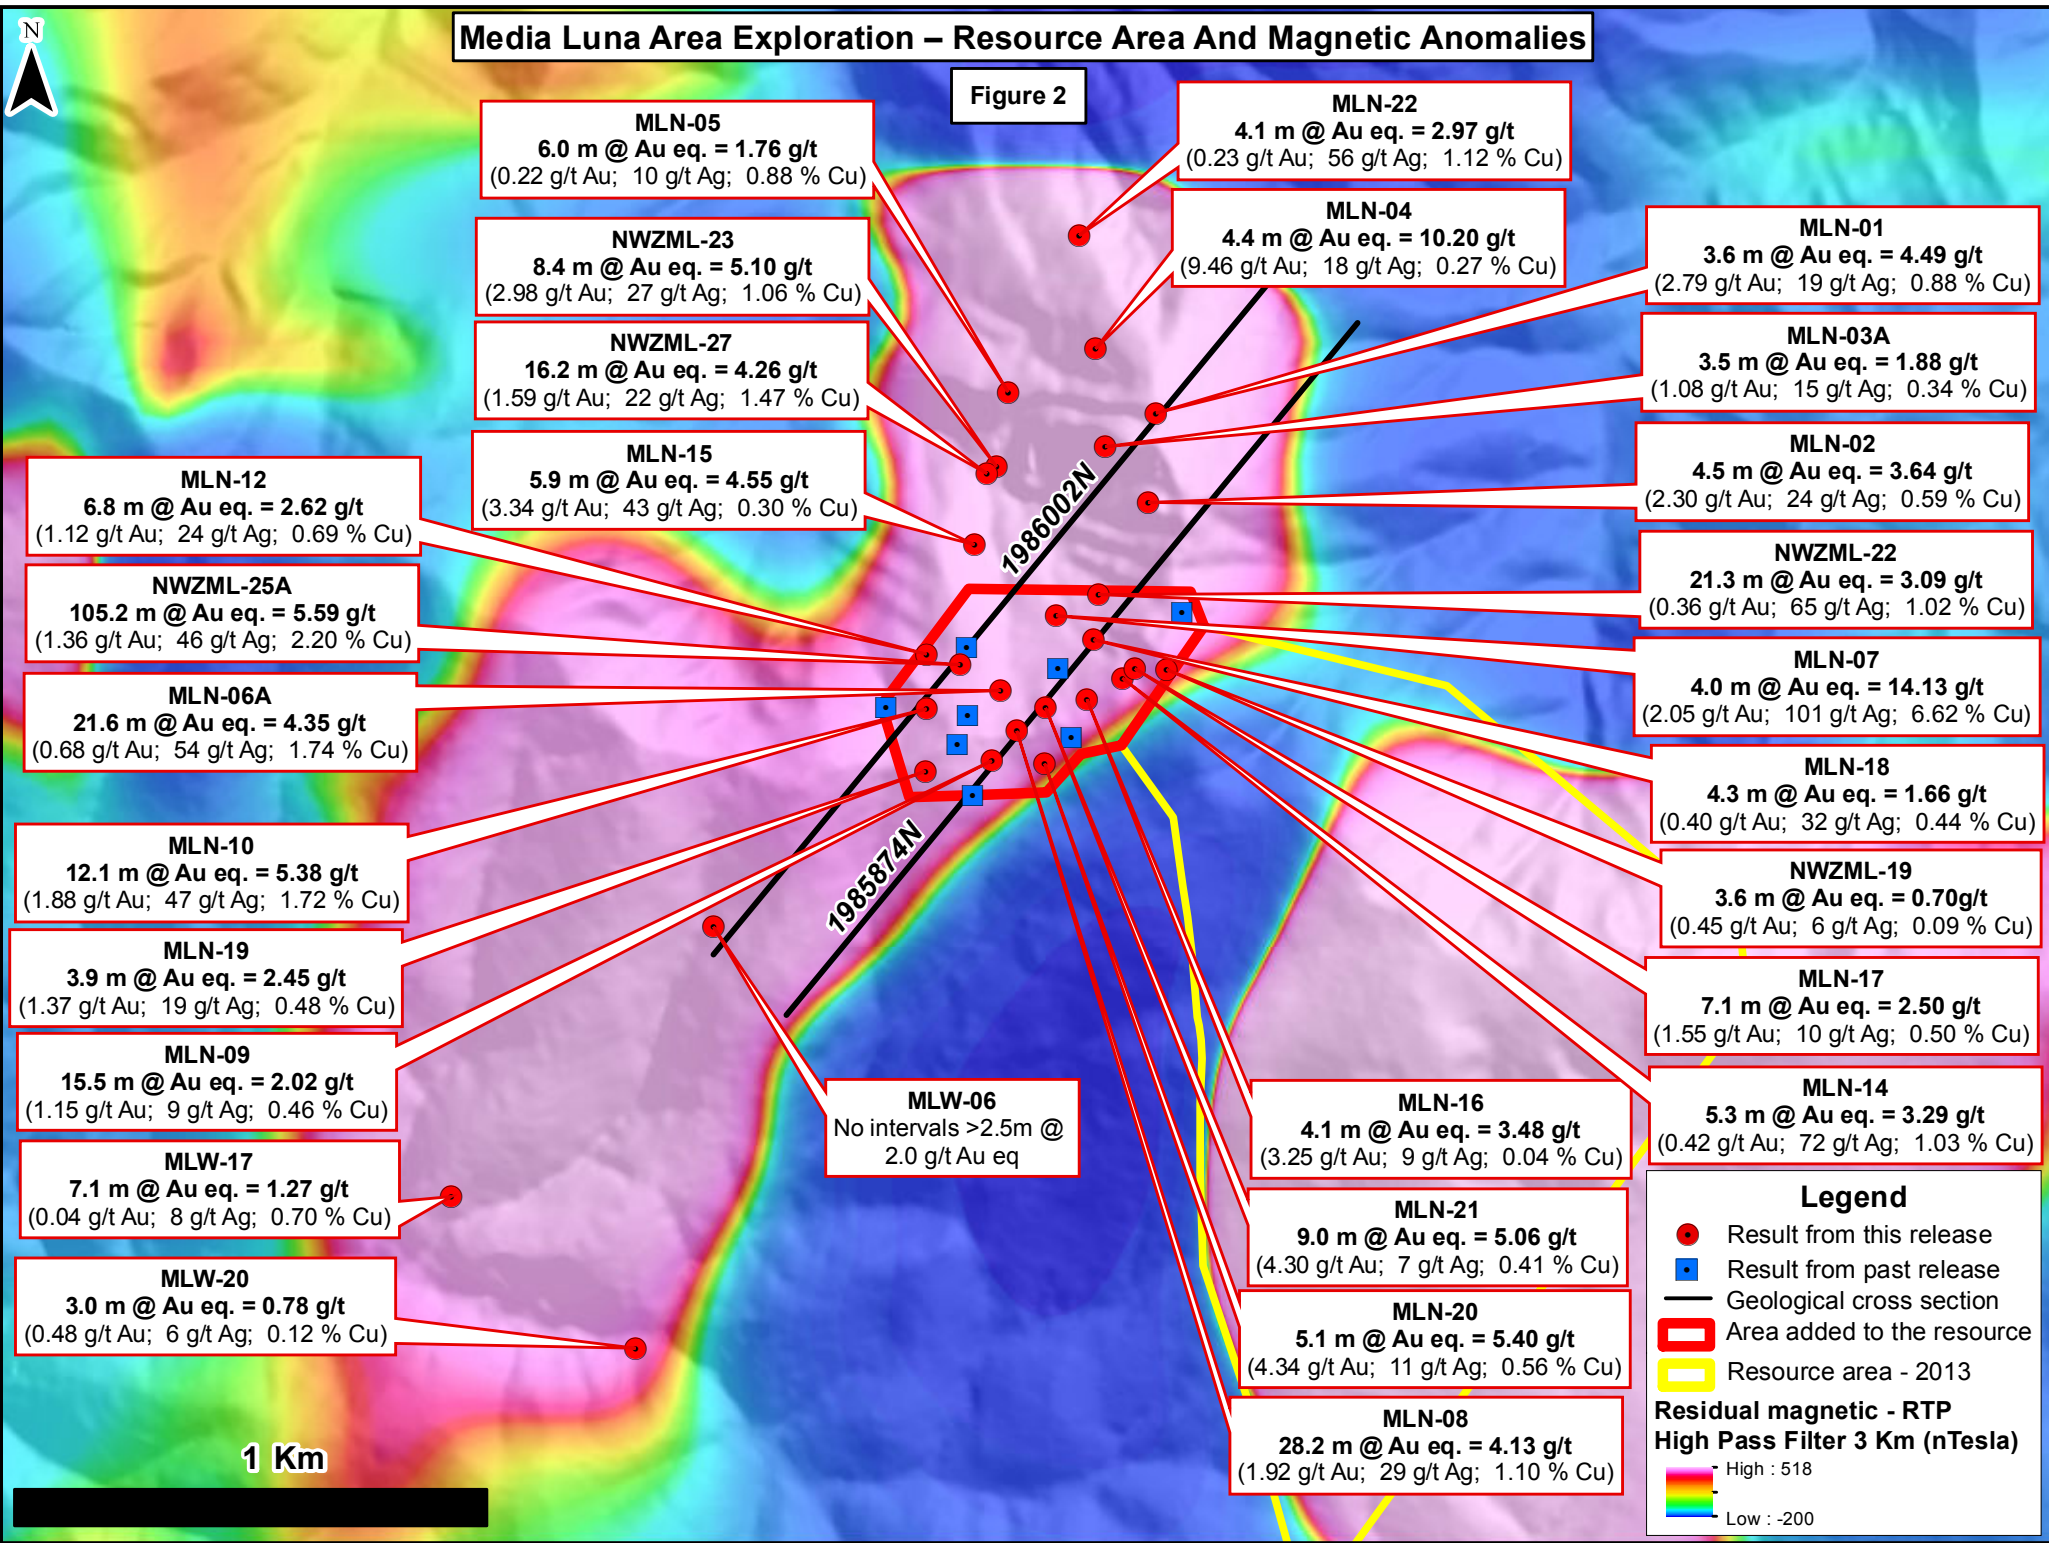 N
Media Luna Area Exploration – Resource Area And Magnetic Anomalies
Figure 2
MLN-05
6.0 m @ Au eq. = 1.76 g/t
(0.22 g/t Au; 10 g/t Ag; 0.88 % Cu)
MLN-22
4.1 m @ Au eq. = 2.97 g/t
(0.23 g/t Au; 56 g/t Ag; 1.12 % Cu)
NWZML-23
8.4 m @ Au eq. = 5.10 g/t
(2.98 g/t Au; 27 g/t Ag; 1.06 % Cu)
MLN-04
4.4 m @ Au eq. = 10.20 g/t
(9.46 g/t Au; 18 g/t Ag; 0.27 % Cu)
MLN-01
3.6 m @ Au eq. = 4.49 g/t
(2.79 g/t Au; 19 g/t Ag; 0.88 % Cu)
NWZML-27
16.2 m @ Au eq. = 4.26 g/t
(1.59 g/t Au; 22 g/t Ag; 1.47 % Cu)
MLN-03A
3.5 m @ Au eq. = 1.88 g/t
(1.08 g/t Au; 15 g/t Ag; 0.34 % Cu)
MLN-15
5.9 m @ Au eq. = 4.55 g/t
(3.34 g/t Au; 43 g/t Ag; 0.30 % Cu)
MLN-02
4.5 m @ Au eq. = 3.64 g/t
(2.30 g/t Au; 24 g/t Ag; 0.59 % Cu)
MLN-12
6.8 m @ Au eq. = 2.62 g/t
(1.12 g/t Au; 24 g/t Ag; 0.69 % Cu)
1986002N
NWZML-22
21.3 m @ Au eq. = 3.09 g/t
(0.36 g/t Au; 65 g/t Ag; 1.02 % Cu)
NWZML-25A
105.2 m @ Au eq. = 5.59 g/t
(1.36 g/t Au; 46 g/t Ag; 2.20 % Cu)
MLN-07
4.0 m @ Au eq. = 14.13 g/t
(2.05 g/t Au; 101 g/t Ag; 6.62 % Cu)
MLN-06A
21.6 m @ Au eq. = 4.35 g/t
(0.68 g/t Au; 54 g/t Ag; 1.74 % Cu)
MLN-18
4.3 m @ Au eq. = 1.66 g/t
(0.40 g/t Au; 32 g/t Ag; 0.44 % Cu)
MLN-10
12.1 m @ Au eq. = 5.38 g/t
(1.88 g/t Au; 47 g/t Ag; 1.72 % Cu)
1985874N
NWZML-19
3.6 m @ Au eq. = 0.70g/t
(0.45 g/t Au; 6 g/t Ag; 0.09 % Cu)
MLN-19
3.9 m @ Au eq. = 2.45 g/t
(1.37 g/t Au; 19 g/t Ag; 0.48 % Cu)
MLN-17
7.1 m @ Au eq. = 2.50 g/t
(1.55 g/t Au; 10 g/t Ag; 0.50 % Cu)
MLN-09
15.5 m @ Au eq. = 2.02 g/t
(1.15 g/t Au; 9 g/t Ag; 0.46 % Cu)
MLW-06
No intervals >2.5m @
2.0 g/t Au eq
MLN-16
4.1 m @ Au eq. = 3.48 g/t
(3.25 g/t Au; 9 g/t Ag; 0.04 % Cu)
MLN-14
5.3 m @ Au eq. = 3.29 g/t
(0.42 g/t Au; 72 g/t Ag; 1.03 % Cu)
MLW-17
7.1 m @ Au eq. = 1.27 g/t
(0.04 g/t Au; 8 g/t Ag; 0.70 % Cu)
MLN-21
9.0 m @ Au eq. = 5.06 g/t
(4.30 g/t Au; 7 g/t Ag; 0.41 % Cu)
MLW-20
3.0 m @ Au eq. = 0.78 g/t
(0.48 g/t Au; 6 g/t Ag; 0.12 % Cu)
MLN-20
5.1 m @ Au eq. = 5.40 g/t
(4.34 g/t Au; 11 g/t Ag; 0.56 % Cu)
MLN-08
28.2 m @ Au eq. = 4.13 g/t
(1.92 g/t Au; 29 g/t Ag; 1.10 % Cu)
1 Km
Legend
Result from this release
Result from past release
Geological cross section
Area added to the resource
Resource area - 2013
Residual magnetic - RTP
High Pass Filter 3 Km (nTesla)
High : 518
Low : -200